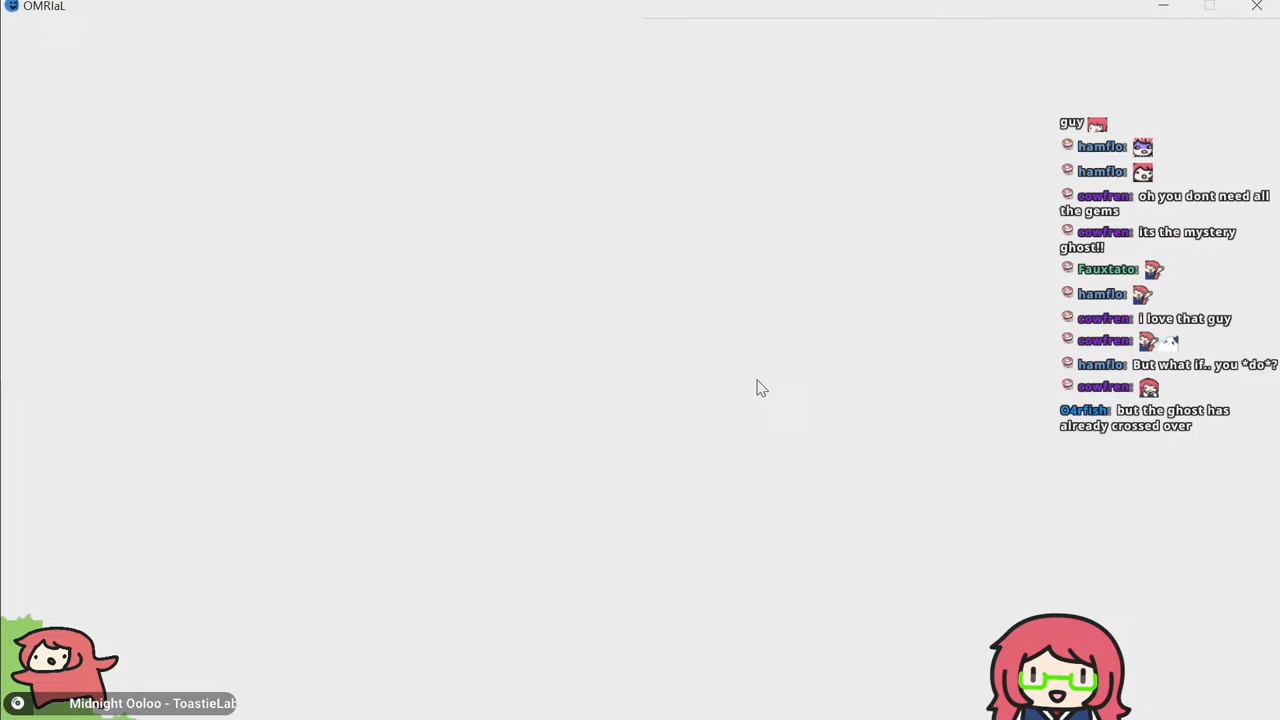 OMRIaL
guy
hamflo:
hamflo:
cowfren: oh you dont need all
the gems
cowfren: its the mystery
ghost!!
Fauxtato:
hamflo:
cowfren: i love that guy
cowfren:
hamflo: But what if.. you *do*?
cowfren:
O4rfish: but the ghost has
already crossed over
Midnight Ooloo - ToastieLab